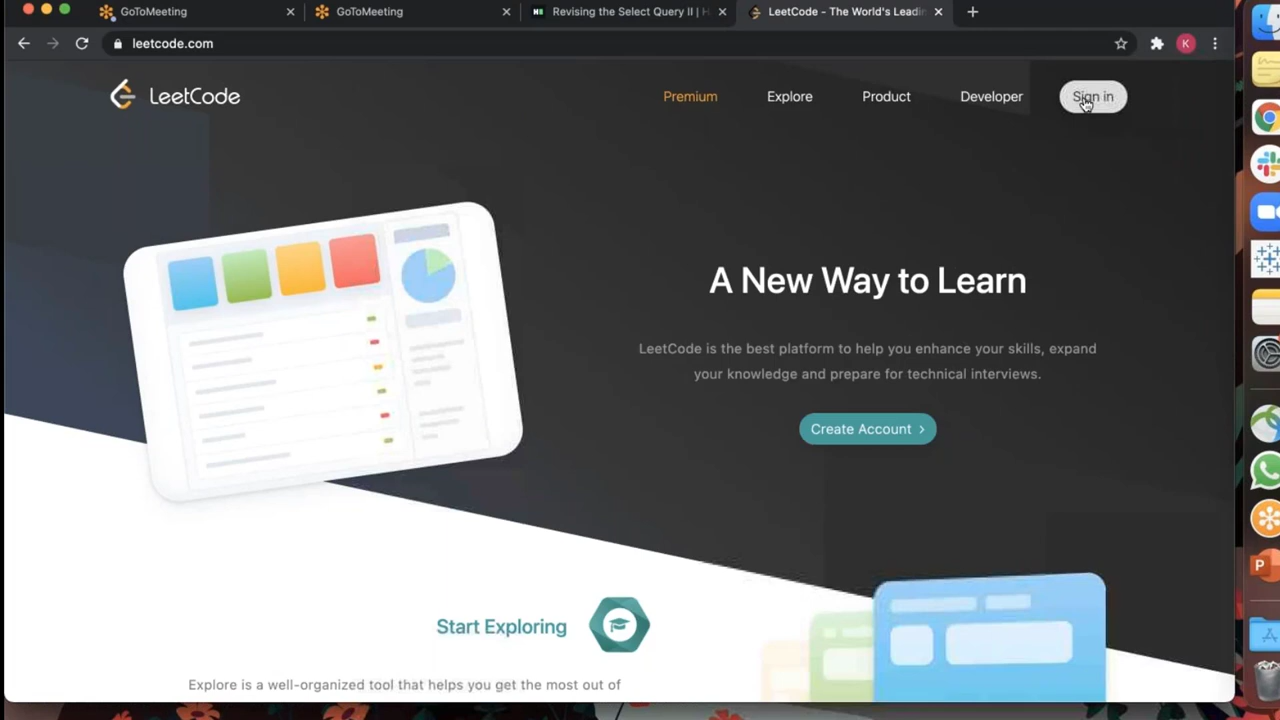 GoToMeeting
GoToMeeting
Revising the Select Query II |
LeetCode - The World's Leadin
leetcode.com
K
LeetCode
Premium
Explore
Product
Developer
Sign in
A New Way to Learn
LeetCode is the best platform to help you enhance your skills, expand
your knowledge and prepare for technical interviews.
Create Account
Start Exploring
Explore is a well-organized tool that helps you get the most out of
P